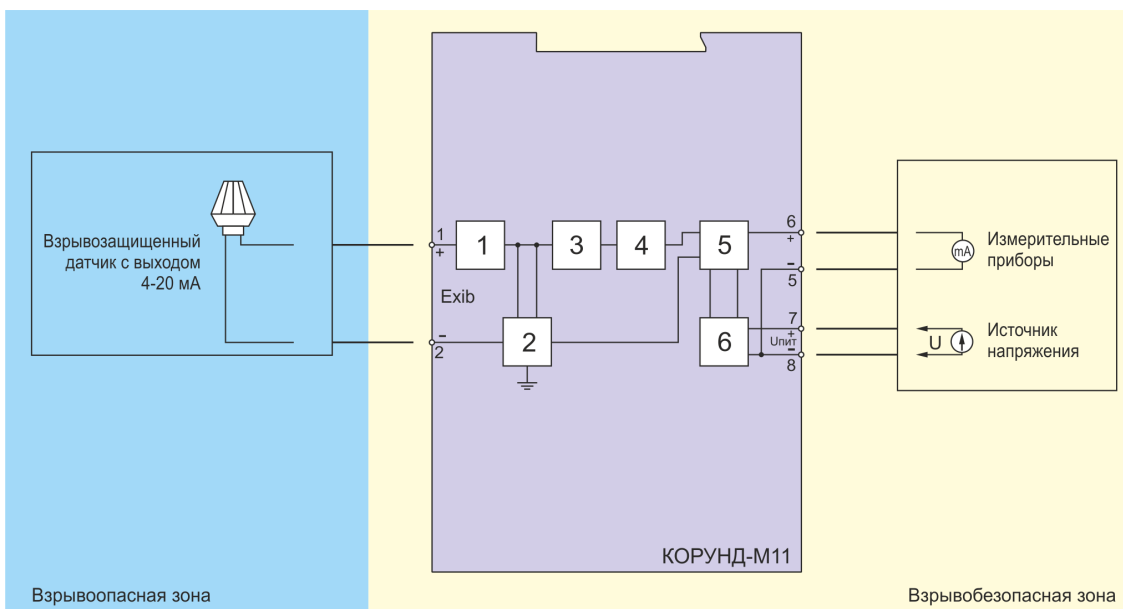 Взрывозащищенный
датчик с выходом
4-20 мА
1
+
Exib
-
2
1
2
3
4
5
6
6
+
-
5
7
+
Uпит
-
8
mA
Измерительные
приборы
U
Источник
напряжения
КОРУНД-М11
Взрывоопасная зона
Взрывобезопасная зона